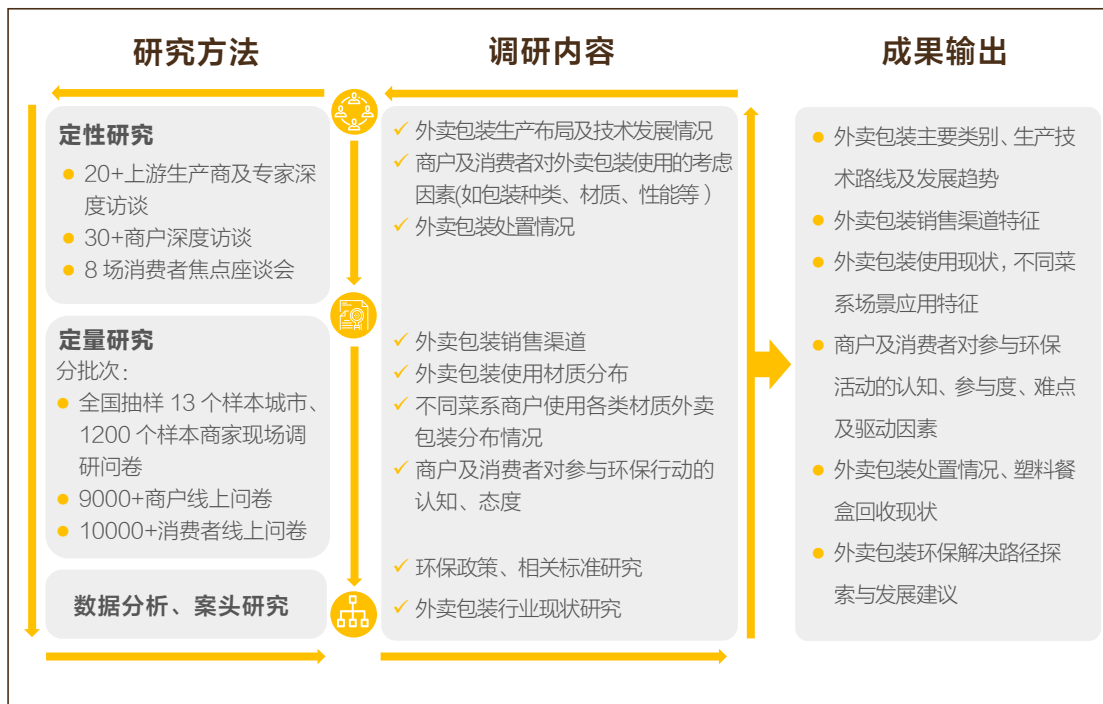 研究方法
定性研究
20+上游生产商及专家深
度访谈
30+商户深度访谈
8 场消费者焦点座谈会
定量研究
分批次：
全国抽样 13 个样本城市、
1200 个样本商家现场调
研问卷
9000+商户线上问卷
10000+消费者线上问卷
数据分析、案头研究
调研内容
外卖包装生产布局及技术发展情况
商户及消费者对外卖包装使用的考虑
因素(如包装种类、材质、性能等 ）
外卖包装处置情况
外卖包装销售渠道
外卖包装使用材质分布
不同菜系商户使用各类材质外卖
包装分布情况
商户及消费者对参与环保行动的
认知、态度
环保政策、相关标准研究
外卖包装行业现状研究
成果输出
外卖包装主要类别、生产技
术路线及发展趋势
外卖包装销售渠道特征
外卖包装使用现状，不同菜
系场景应用特征
商户及消费者对参与环保
活动的认知、参与度、难点
及驱动因素
外卖包装处置情况、塑料餐
盒回收现状
外卖包装环保解决路径探
索与发展建议